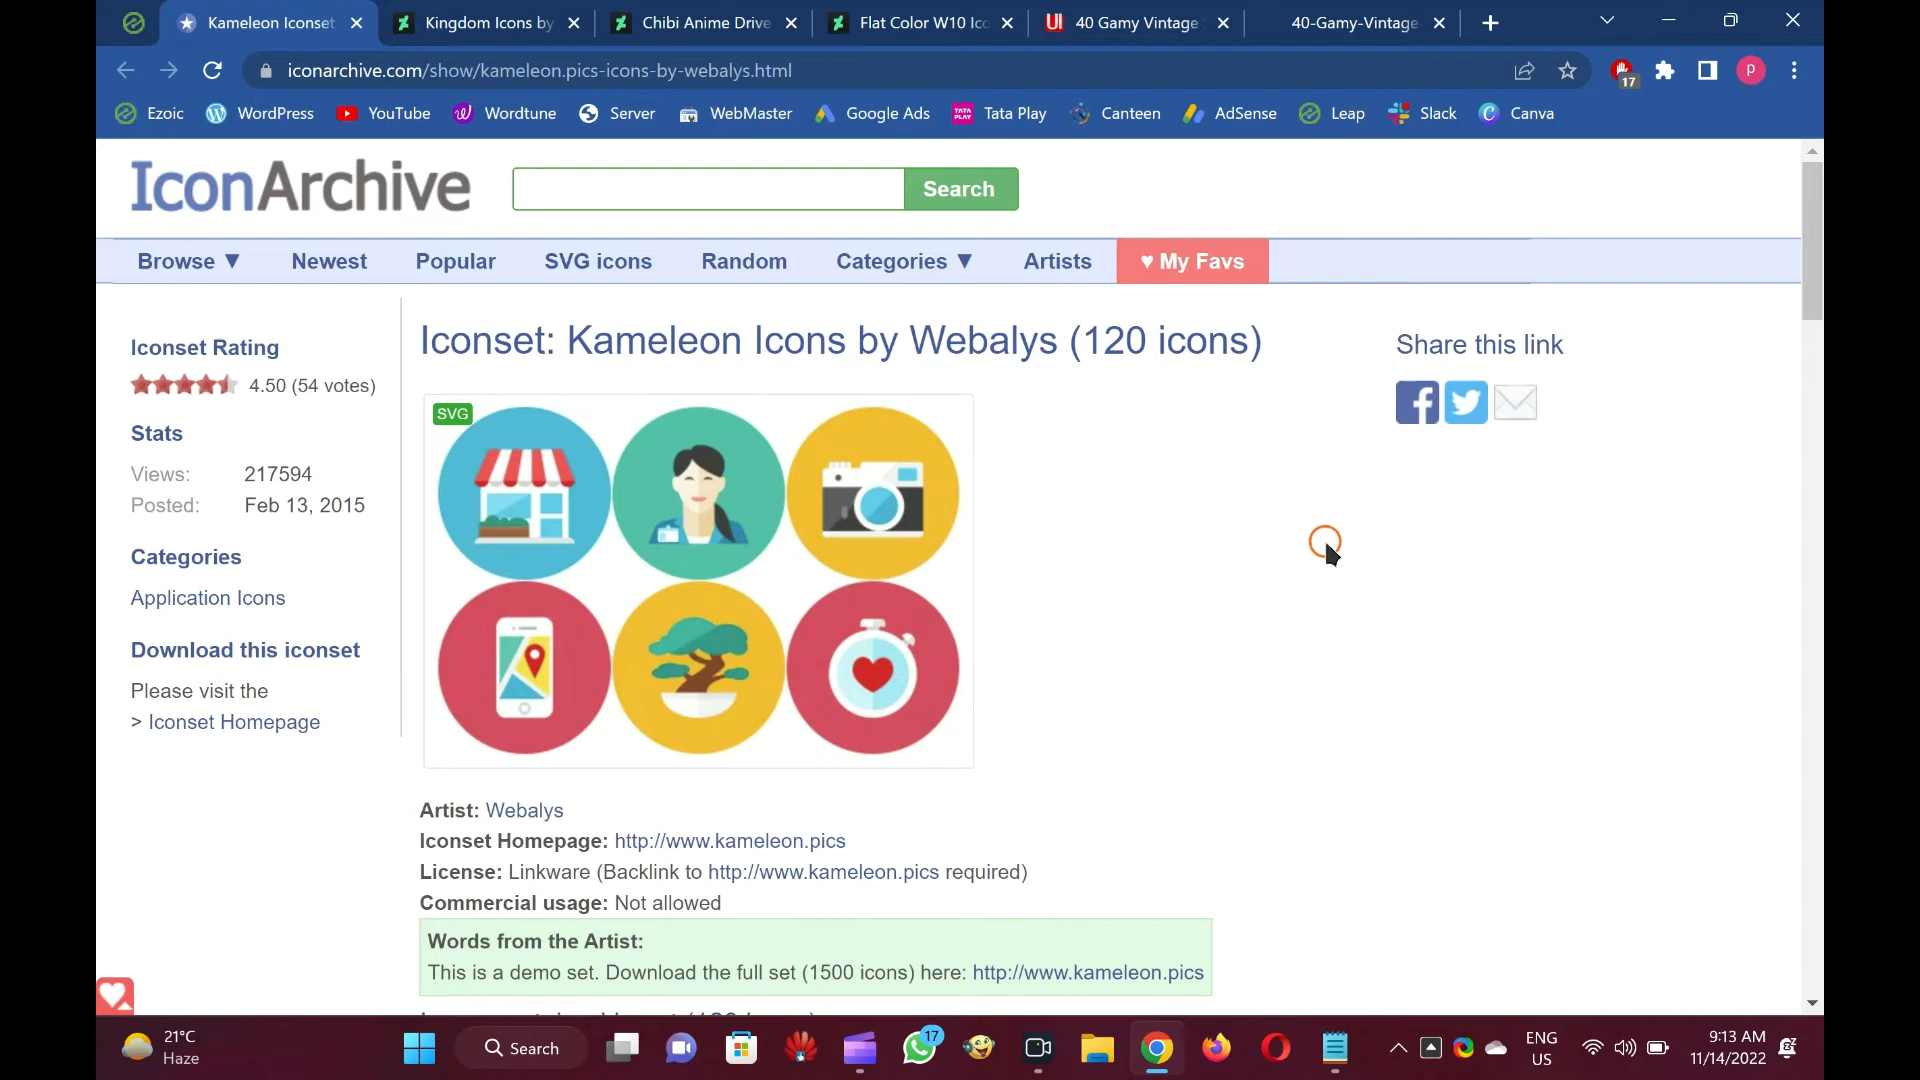 Kameleon Iconset
Kingdom Icons by
Chibi Anime Drive
Flat Color W10 Ico
40 Gamy Vintage
40-Gamy-Vintage
iconarchive.com/show/kameleon.pics-icons-by-webalys.html
17
P
Ezoic
WordPress
YouTube
Wordtune
Server
WebMaster
Google Ads
TATA PLAY
Tata Play
Canteen
AdSense
Leap
Slack
Canva
IconArchive
Search
Browse ▼
Newest
Popular
SVG icons
Random
Categories ▼
Artists
♥ My Favs
Iconset Rating
4.50 (54 votes)
Stats
Views: 217594
Posted: Feb 13, 2015
Categories
Application Icons
Download this iconset
Please visit the
> Iconset Homepage
Iconset: Kameleon Icons by Webalys (120 icons)
SVG
Share this link
Artist: Webalys
Iconset Homepage: http://www.kameleon.pics
License: Linkware (Backlink to http://www.kameleon.pics required)
Commercial usage: Not allowed
Words from the Artist:
This is a demo set. Download the full set (1500 icons) here: http://www.kameleon.pics
21°C
Haze
Search
17
ENG
US
9:13 AM
11/14/2022